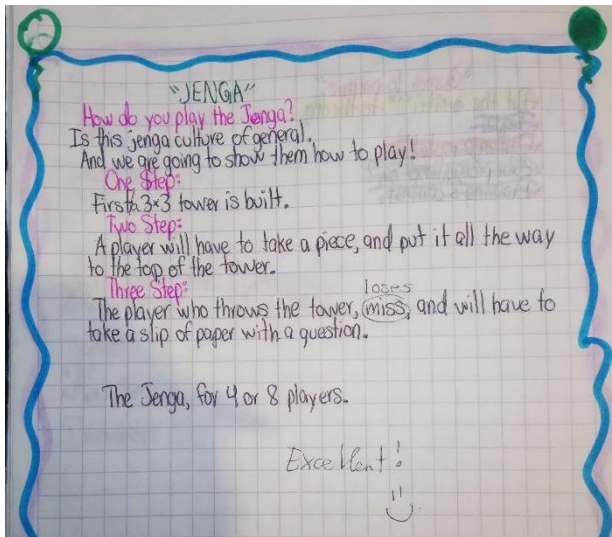 "JENGA"
How do you play the Jenga?
Is this jenga culture of general.
And we are going to show them how to play!
One Step:
First a 3×3 tower is built.
Two Step:
A player will have to take a piece, and put it all the way
to the top of the tower.
Three Step:
loses
The player who throws the tower, miss, and will have to
take a slip of paper with a question.
The Jenga, for 4 or 8 players.
Excellent!